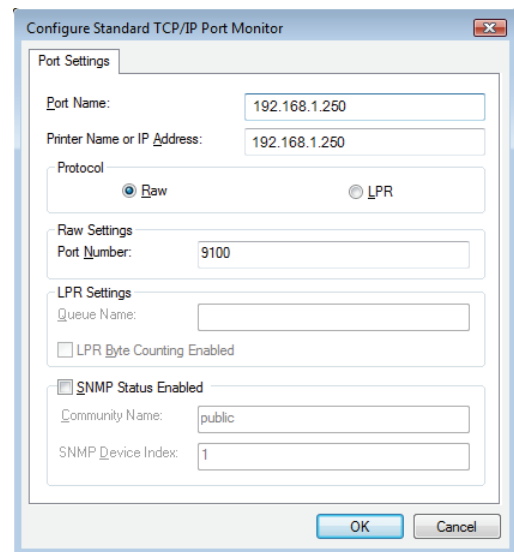 Configure Standard TCP/IP Port Monitor
Port Settings
Port Name: 192.168.1.250
Printer Name or IP Address: 192.168.1.250
Protocol
Raw LPR
Raw Settings
Port Number: 9100
LPR Settings
Queue Name:
LPR Byte Counting Enabled
SNMP Status Enabled
Community Name: public
SNMP Device Index: 1
OK Cancel